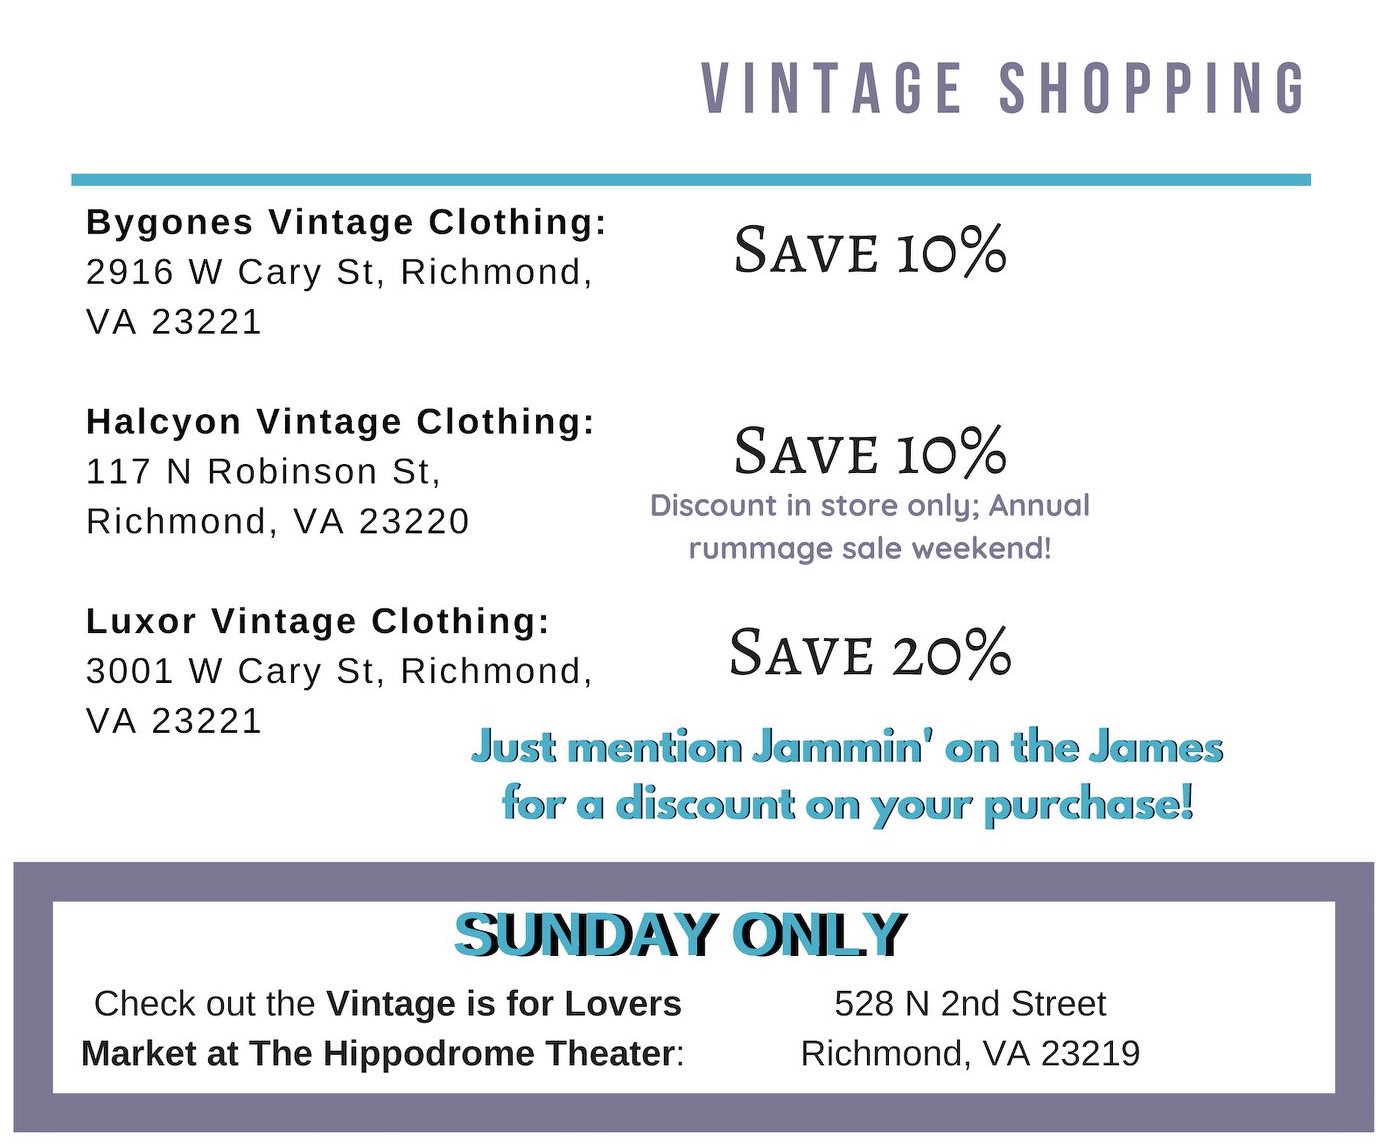 VINTAGE SHOPPING
Bygones Vintage Clothing:
2916 W Cary St, Richmond,
VA 23221
Save 10%
Halcyon Vintage Clothing:
117 N Robinson St,
Richmond, VA 23220
Save 10%
Discount in store only; Annual
rummage sale weekend!
Luxor Vintage Clothing:
3001 W Cary St, Richmond,
VA 23221
Save 20%
Just mention Jammin' on the James
for a discount on your purchase!
SUNDAY ONLY
Check out the Vintage is for Lovers
Market at The Hippodrome Theater:
528 N 2nd Street
Richmond, VA 23219